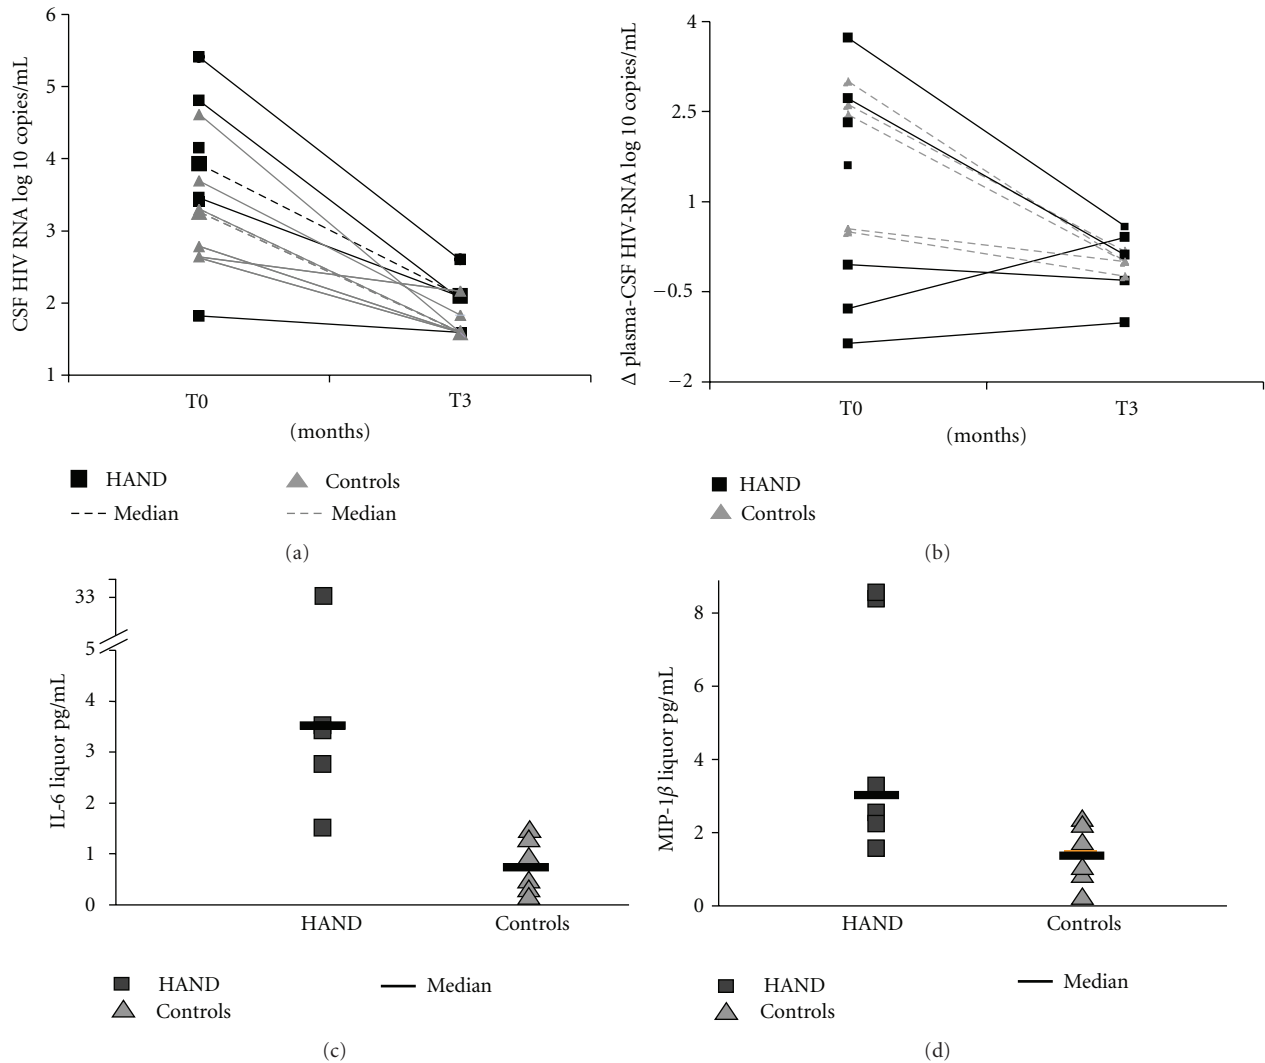 CSF HIV RNA log 10 copies/mL
6
5
4
3
2
1
T0 T3
(months)
HAND Controls
Median Median
(a)
Δ plasma-CSF HIV-RNA log 10 copies/mL
4
2.5
1
−0.5
−2
T0 T3
(months)
HAND
Controls
(b)
IL-6 liquor pg/mL
33
5
4
3
2
1
0
HAND Controls
HAND Median
Controls
(c)
MIP-1β liquor pg/mL
8
6
4
2
0
HAND Controls
HAND Median
Controls
(d)